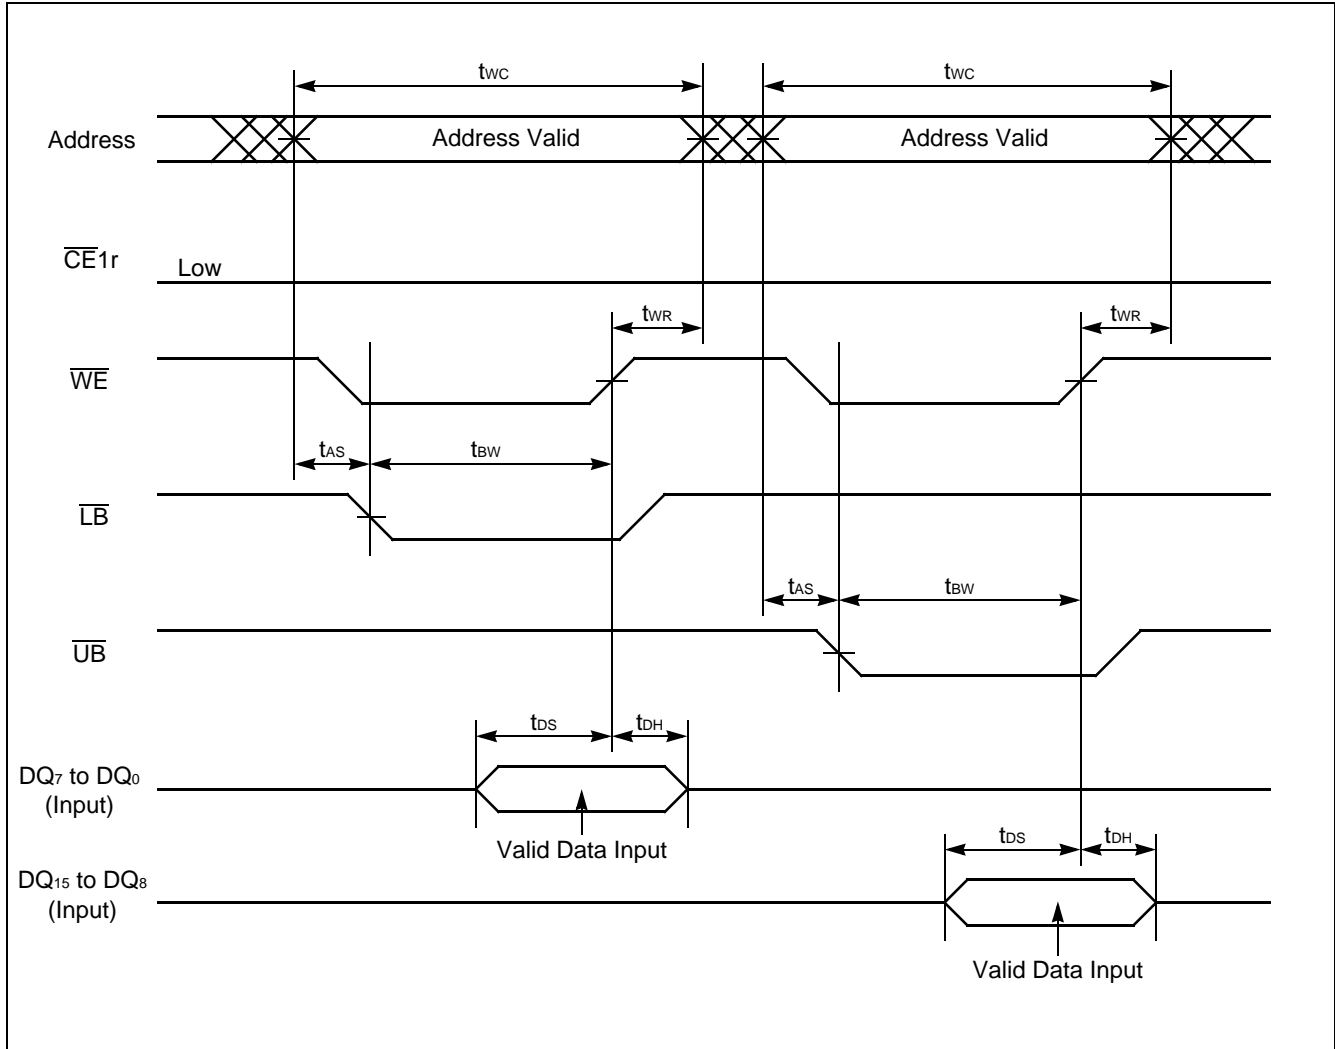 tWC tWC
Address Address Valid Address Valid
CE1r Low
tWR tWR
WE
tAS tBW
LB
tAS tBW
UB
tDS tDH
DQ7 to DQ0
(Input)
Valid Data Input
tDS tDH
DQ15 to DQ8
(Input)
Valid Data Input